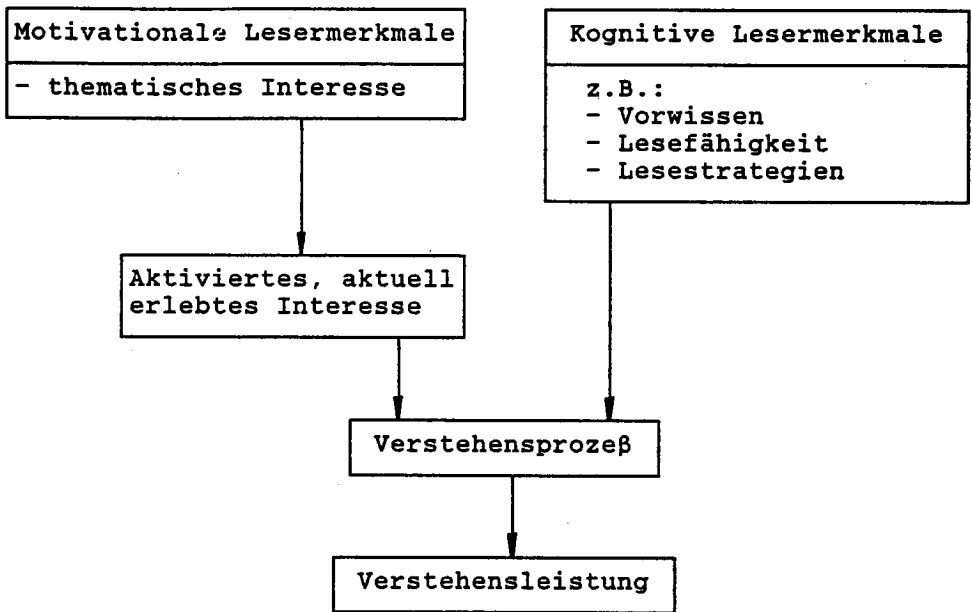 Motivationale Lesermerkmale
- thematisches Interesse
Kognitive Lesermerkmale
z.B.:
- Vorwissen
- Lesefähigkeit
- Lesestrategien
Aktiviertes, aktuell
erlebtes Interesse
Verstehensprozeß
Verstehensleistung